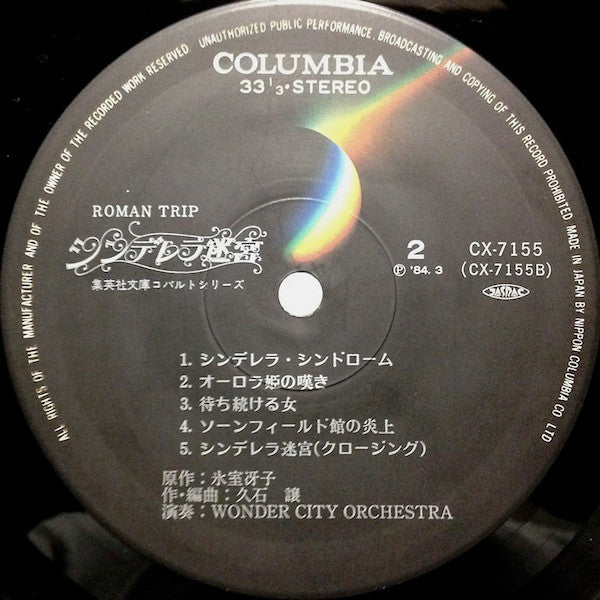 ALL RIGHTS OF THE MANUFACTURER AND OF THE OWNER OF THE RECORDED WORK RESERVED. UNAUTHORIZED PUBLIC PERFORMANCE, BROADCASTING AND COPYING OF THIS RECORD PROHIBITED MADE IN JAPAN BY NIPPON COLUMBIA CO. LTD
COLUMBIA
33 1/3・STEREO
ROMAN TRIP
シンデレラ迷宮
集英社文庫コバルトシリーズ
2
Ⓟ '84. 3
CX-7155
(CX-7155B)
JASRAC
1. シンデレラ・シンドローム
2. オーロラ姫の嘆き
3. 待ち続ける女
4. ソーンフィールド館の炎上
5. シンデレラ迷宮(クロージング)
原作：氷室冴子
作・編曲：久石 譲
演奏：WONDER CITY ORCHESTRA